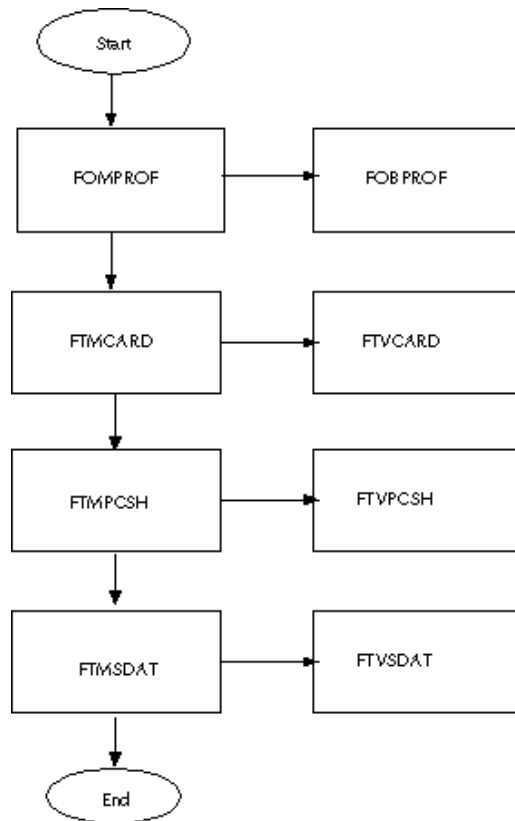 Start
FOMPROF
FOBPROF
FTMCARD
FTVCARD
FTMPCSH
FTVPCSH
FTMSDAT
FTVSDAT
End